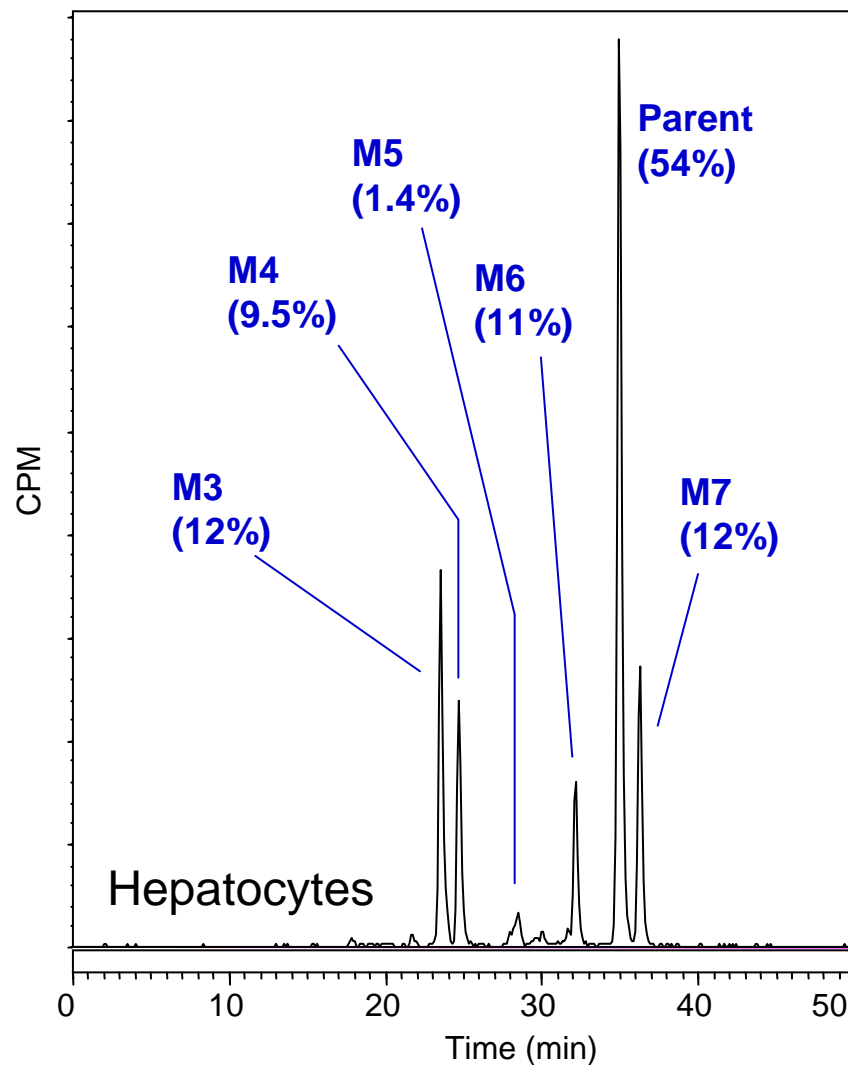 Parent
(54%)
M5
(1.4%)
M4
(9.5%)
M6
(11%)
M3
(12%)
M7
(12%)
CPM
Hepatocytes
0 10 20 30 40 50
Time (min)